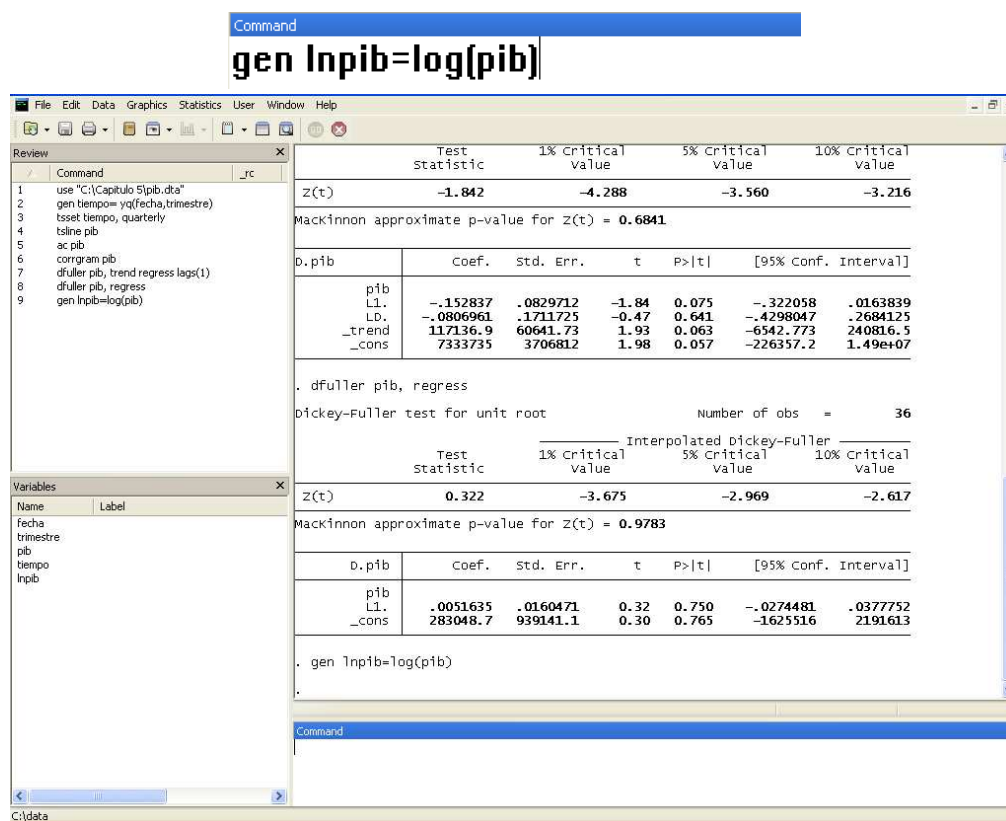 Command
gen lnpib=log(pib)
File Edit Data Graphics Statistics User Window Help
Review
Command _rc
1 use "C:\Capitulo 5\pib.dta"
2 gen tiempo= yq(fecha,trimestre)
3 tsset tiempo, quarterly
4 tsline pib
5 ac pib
6 corrgram pib
7 dfuller pib, trend regress lags(1)
8 dfuller pib, regress
9 gen lnpib=log(pib)
Variables
Name Label
fecha
trimestre
pib
tiempo
lnpib
Test 1% Critical 5% Critical 10% Critical
Statistic Value Value Value
Z(t) -1.842 -4.288 -3.560 -3.216
MacKinnon approximate p-value for Z(t) = 0.6841
D.pib Coef. Std. Err. t P>|t| [95% Conf. Interval]
pib
L1. -.152837 .0829712 -1.84 0.075 -.322058 .0163839
LD. -.0806961 .1711725 -0.47 0.641 -.4298047 .2684125
_trend 117136.9 60641.73 1.93 0.063 -6542.773 240816.5
_cons 7333735 3706812 1.98 0.057 -226357.2 1.49e+07
. dfuller pib, regress
Dickey-Fuller test for unit root Number of obs = 36
Interpolated Dickey-Fuller
Test 1% Critical 5% Critical 10% Critical
Statistic Value Value Value
Z(t) 0.322 -3.675 -2.969 -2.617
MacKinnon approximate p-value for Z(t) = 0.9783
D.pib Coef. Std. Err. t P>|t| [95% Conf. Interval]
pib
L1. .0051635 .0160471 0.32 0.750 -.0274481 .0377752
_cons 283048.7 939141.1 0.30 0.765 -1625516 2191613
. gen lnpib=log(pib)
.
Command
C:\data